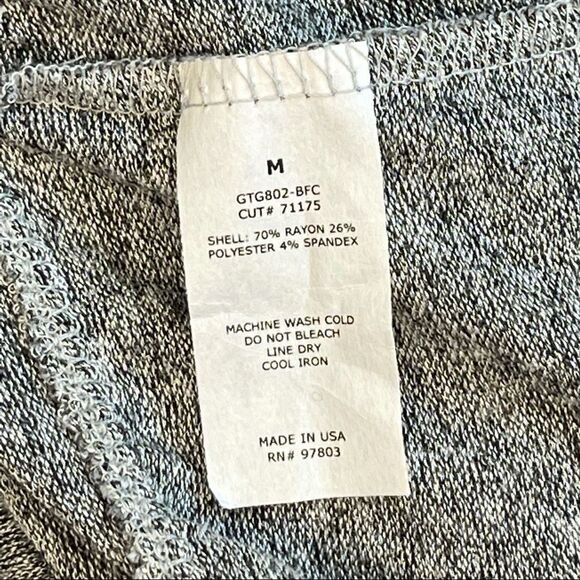 M
GTG802-BFC
CUT# 71175
SHELL: 70% RAYON 26%
POLYESTER 4% SPANDEX
MACHINE WASH COLD
DO NOT BLEACH
LINE DRY
COOL IRON
MADE IN USA
RN# 97803